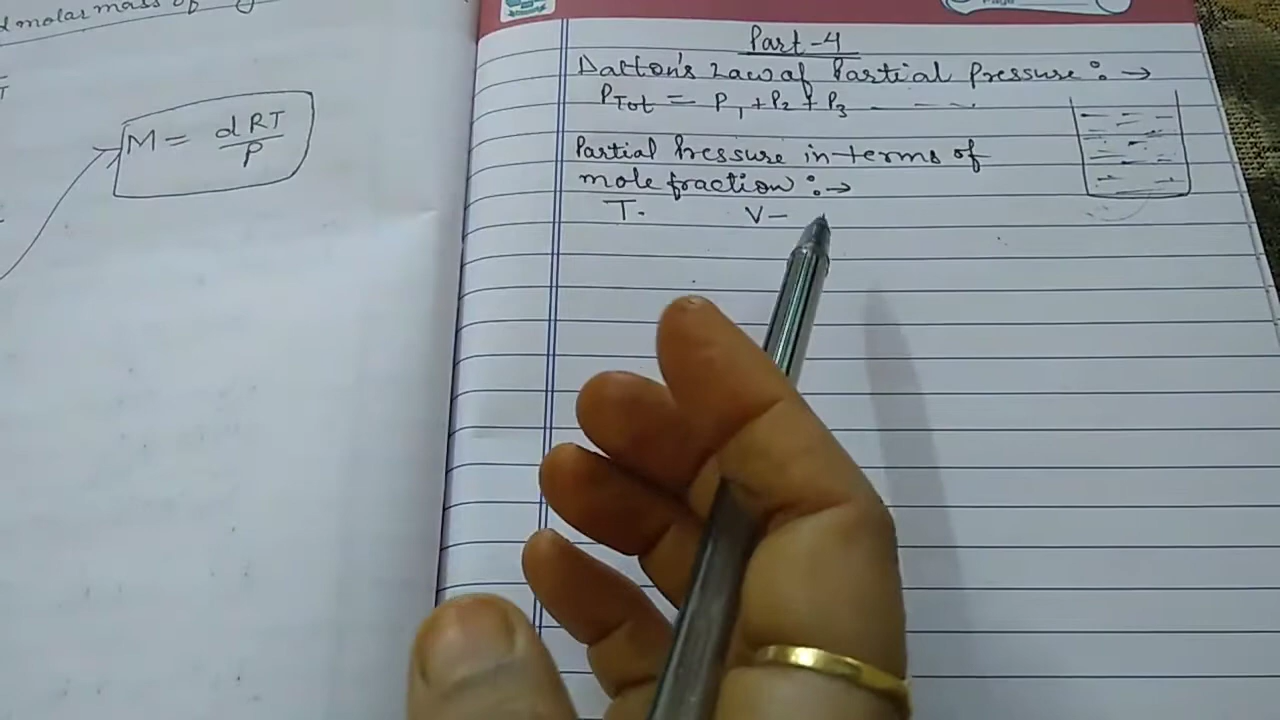 d molar mass of
M = dRT/P
Part-4
Dalton's Law of Partial Pressure :→
PTot = P1 + P2 + P3 - - -
Partial Pressure in terms of
mole fraction :→
T. V-